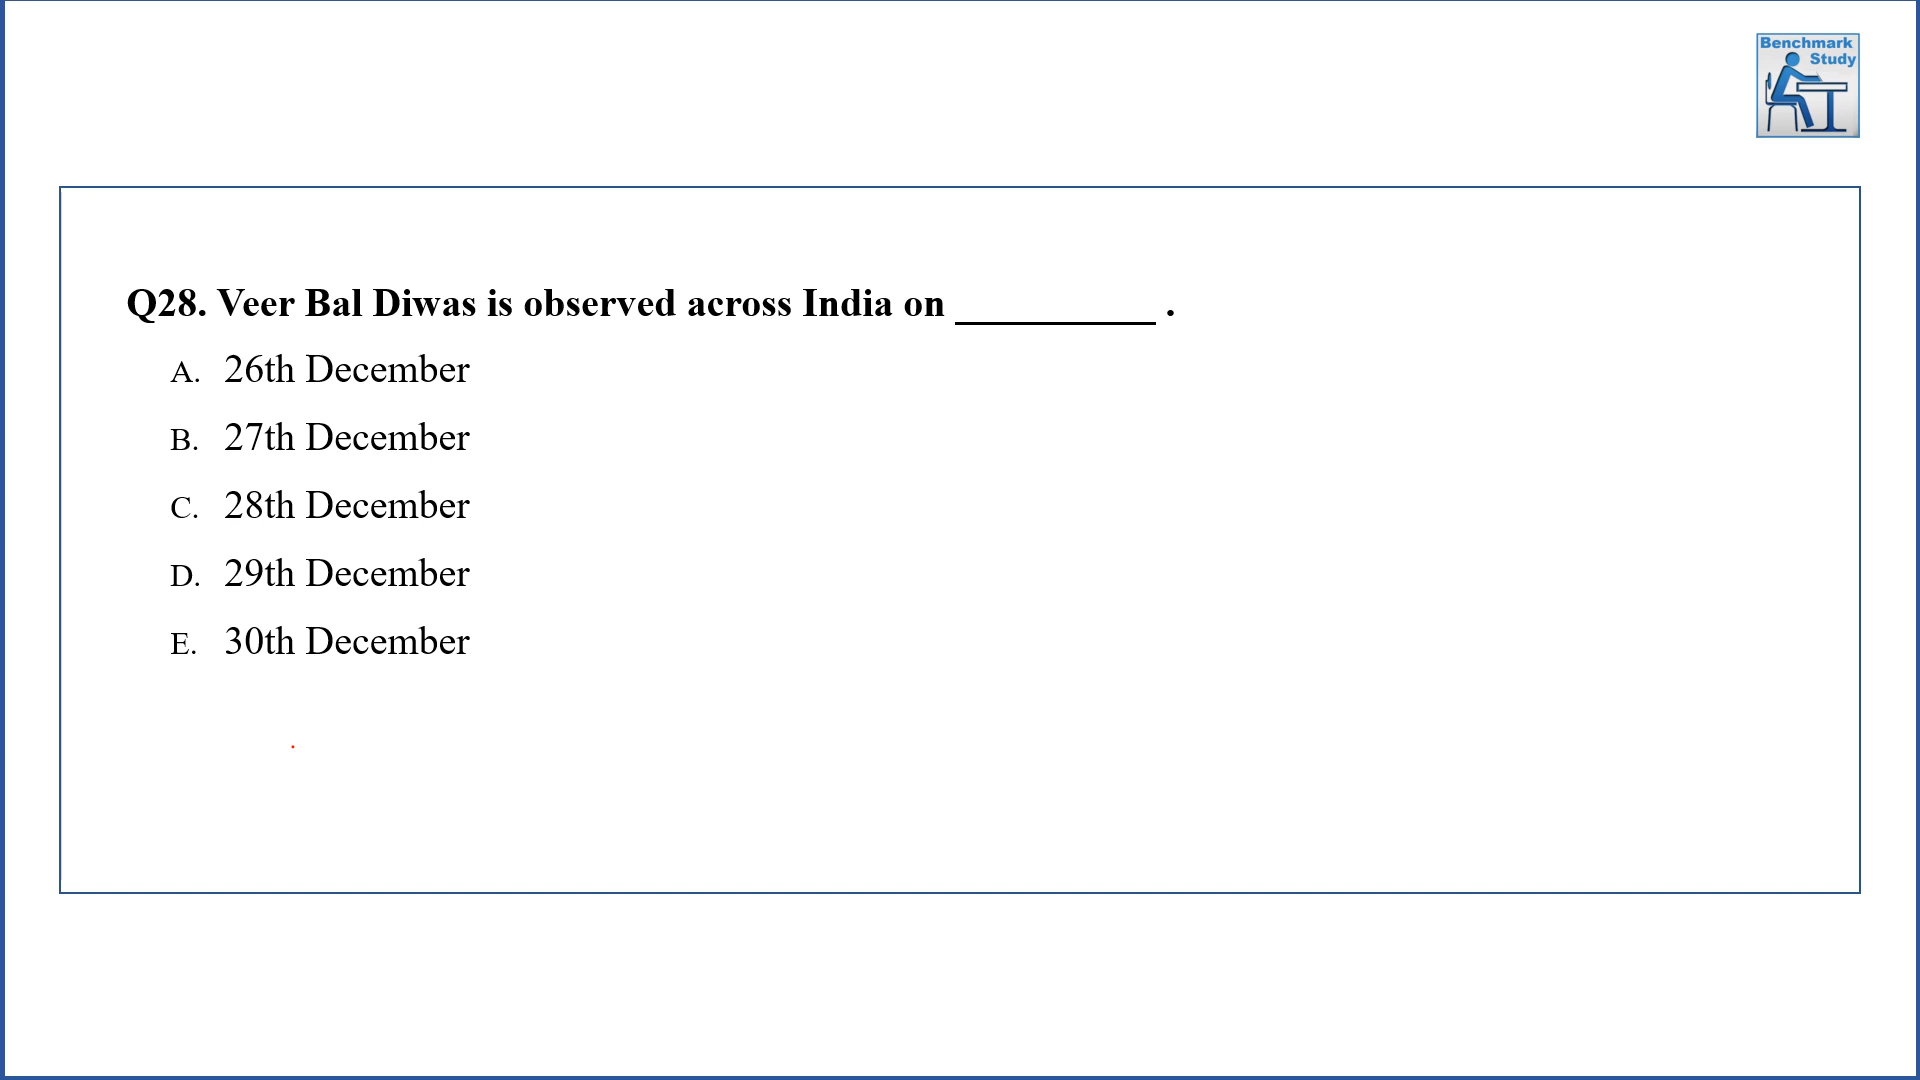 Benchmark
Study
Q28. Veer Bal Diwas is observed across India on __________ .
A. 26th December
B. 27th December
C. 28th December
D. 29th December
E. 30th December